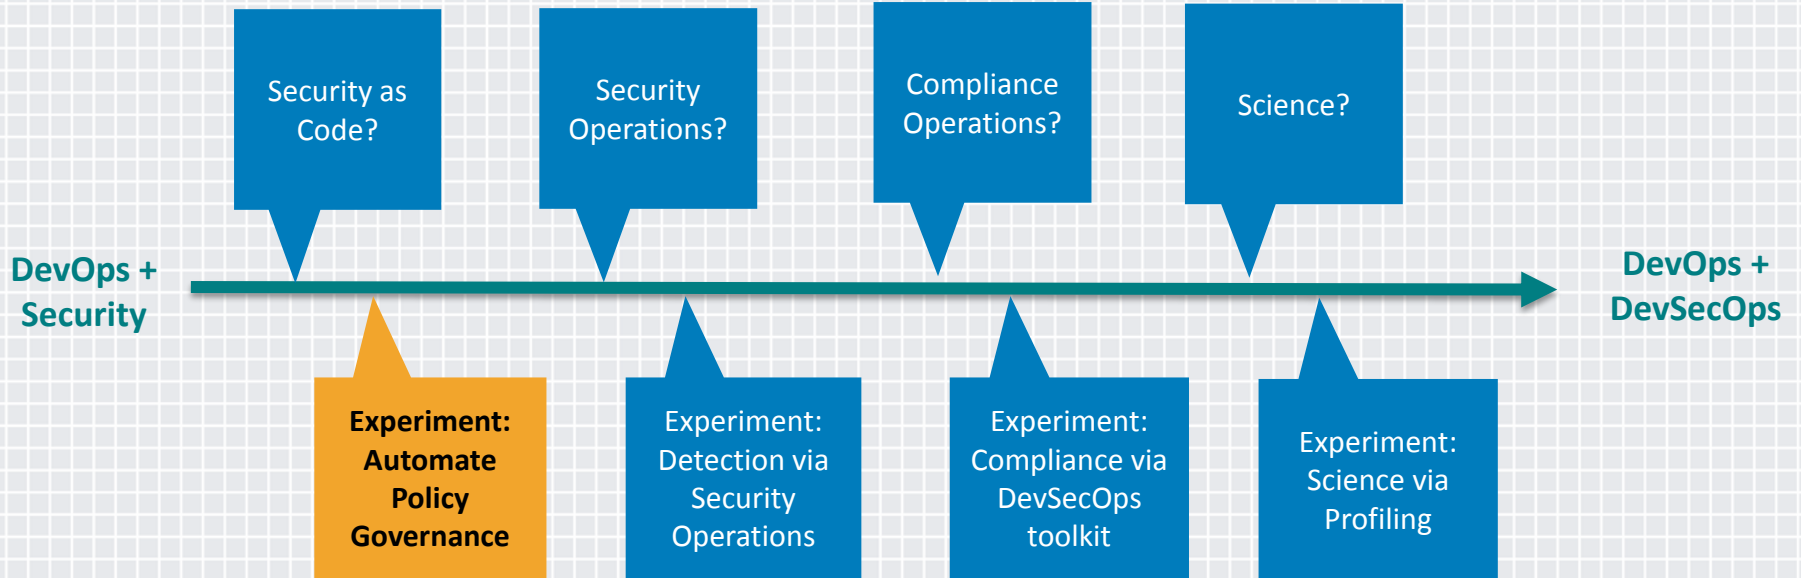 Security as
Code?
Security
Operations?
Compliance
Operations?
Science?
DevOps +
Security
DevOps +
DevSecOps
Experiment:
Automate
Policy
Governance
Experiment:
Detection via
Security
Operations
Experiment:
Compliance via
DevSecOps
toolkit
Experiment:
Science via
Profiling